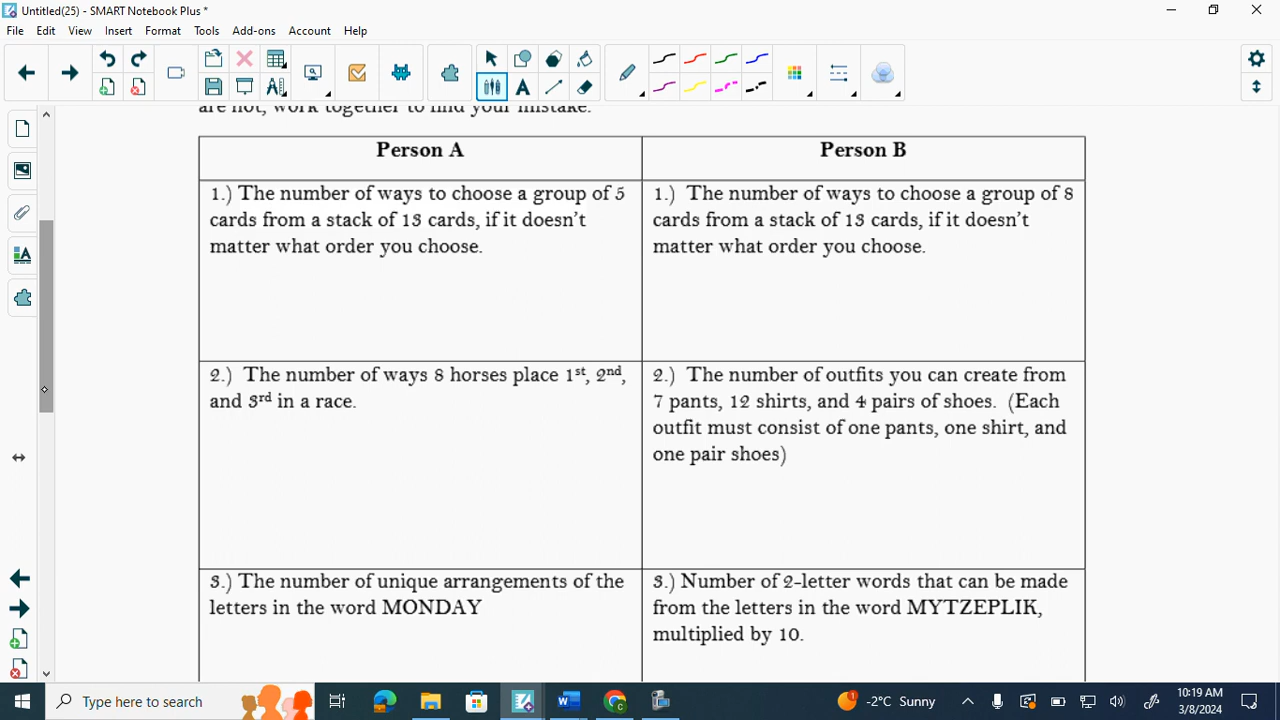 Untitled(25) - SMART Notebook Plus *
File Edit View Insert Format Tools Add-ons Account Help
are not, work together to find your mistake.
Person A
Person B
1.) The number of ways to choose a group of 5
cards from a stack of 13 cards, if it doesn't
matter what order you choose.
1.) The number of ways to choose a group of 8
cards from a stack of 13 cards, if it doesn't
matter what order you choose.
2.) The number of ways 8 horses place 1st, 2nd,
and 3rd in a race.
2.) The number of outfits you can create from
7 pants, 12 shirts, and 4 pairs of shoes. (Each
outfit must consist of one pants, one shirt, and
one pair shoes)
3.) The number of unique arrangements of the
letters in the word MONDAY
3.) Number of 2-letter words that can be made
from the letters in the word MYTZEPLIK,
multiplied by 10.
Type here to search
-2°C Sunny
10:19 AM
3/8/2024